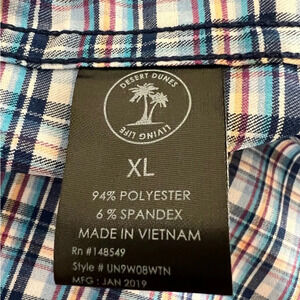 DESERT DUNES
LIVING LIFE
XL
94% POLYESTER
6% SPANDEX
MADE IN VIETNAM
Rn #148549
Style # UN9W08WTN
MFG : JAN 2019